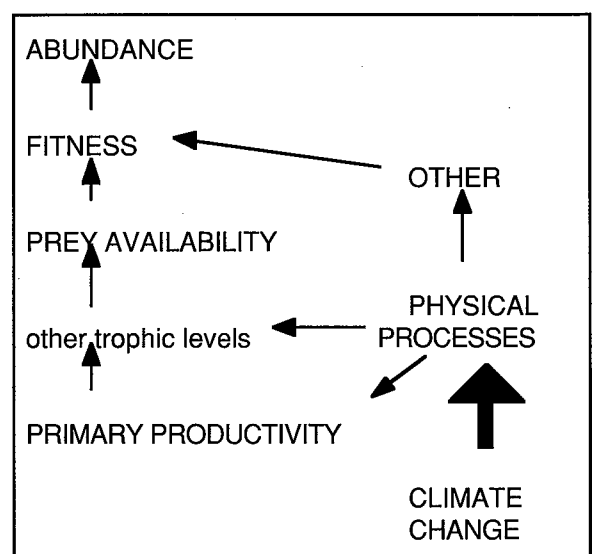 ABUNDANCE
FITNESS
OTHER
PREY AVAILABILITY
PHYSICAL
PROCESSES
other trophic levels
PRIMARY PRODUCTIVITY
CLIMATE
CHANGE